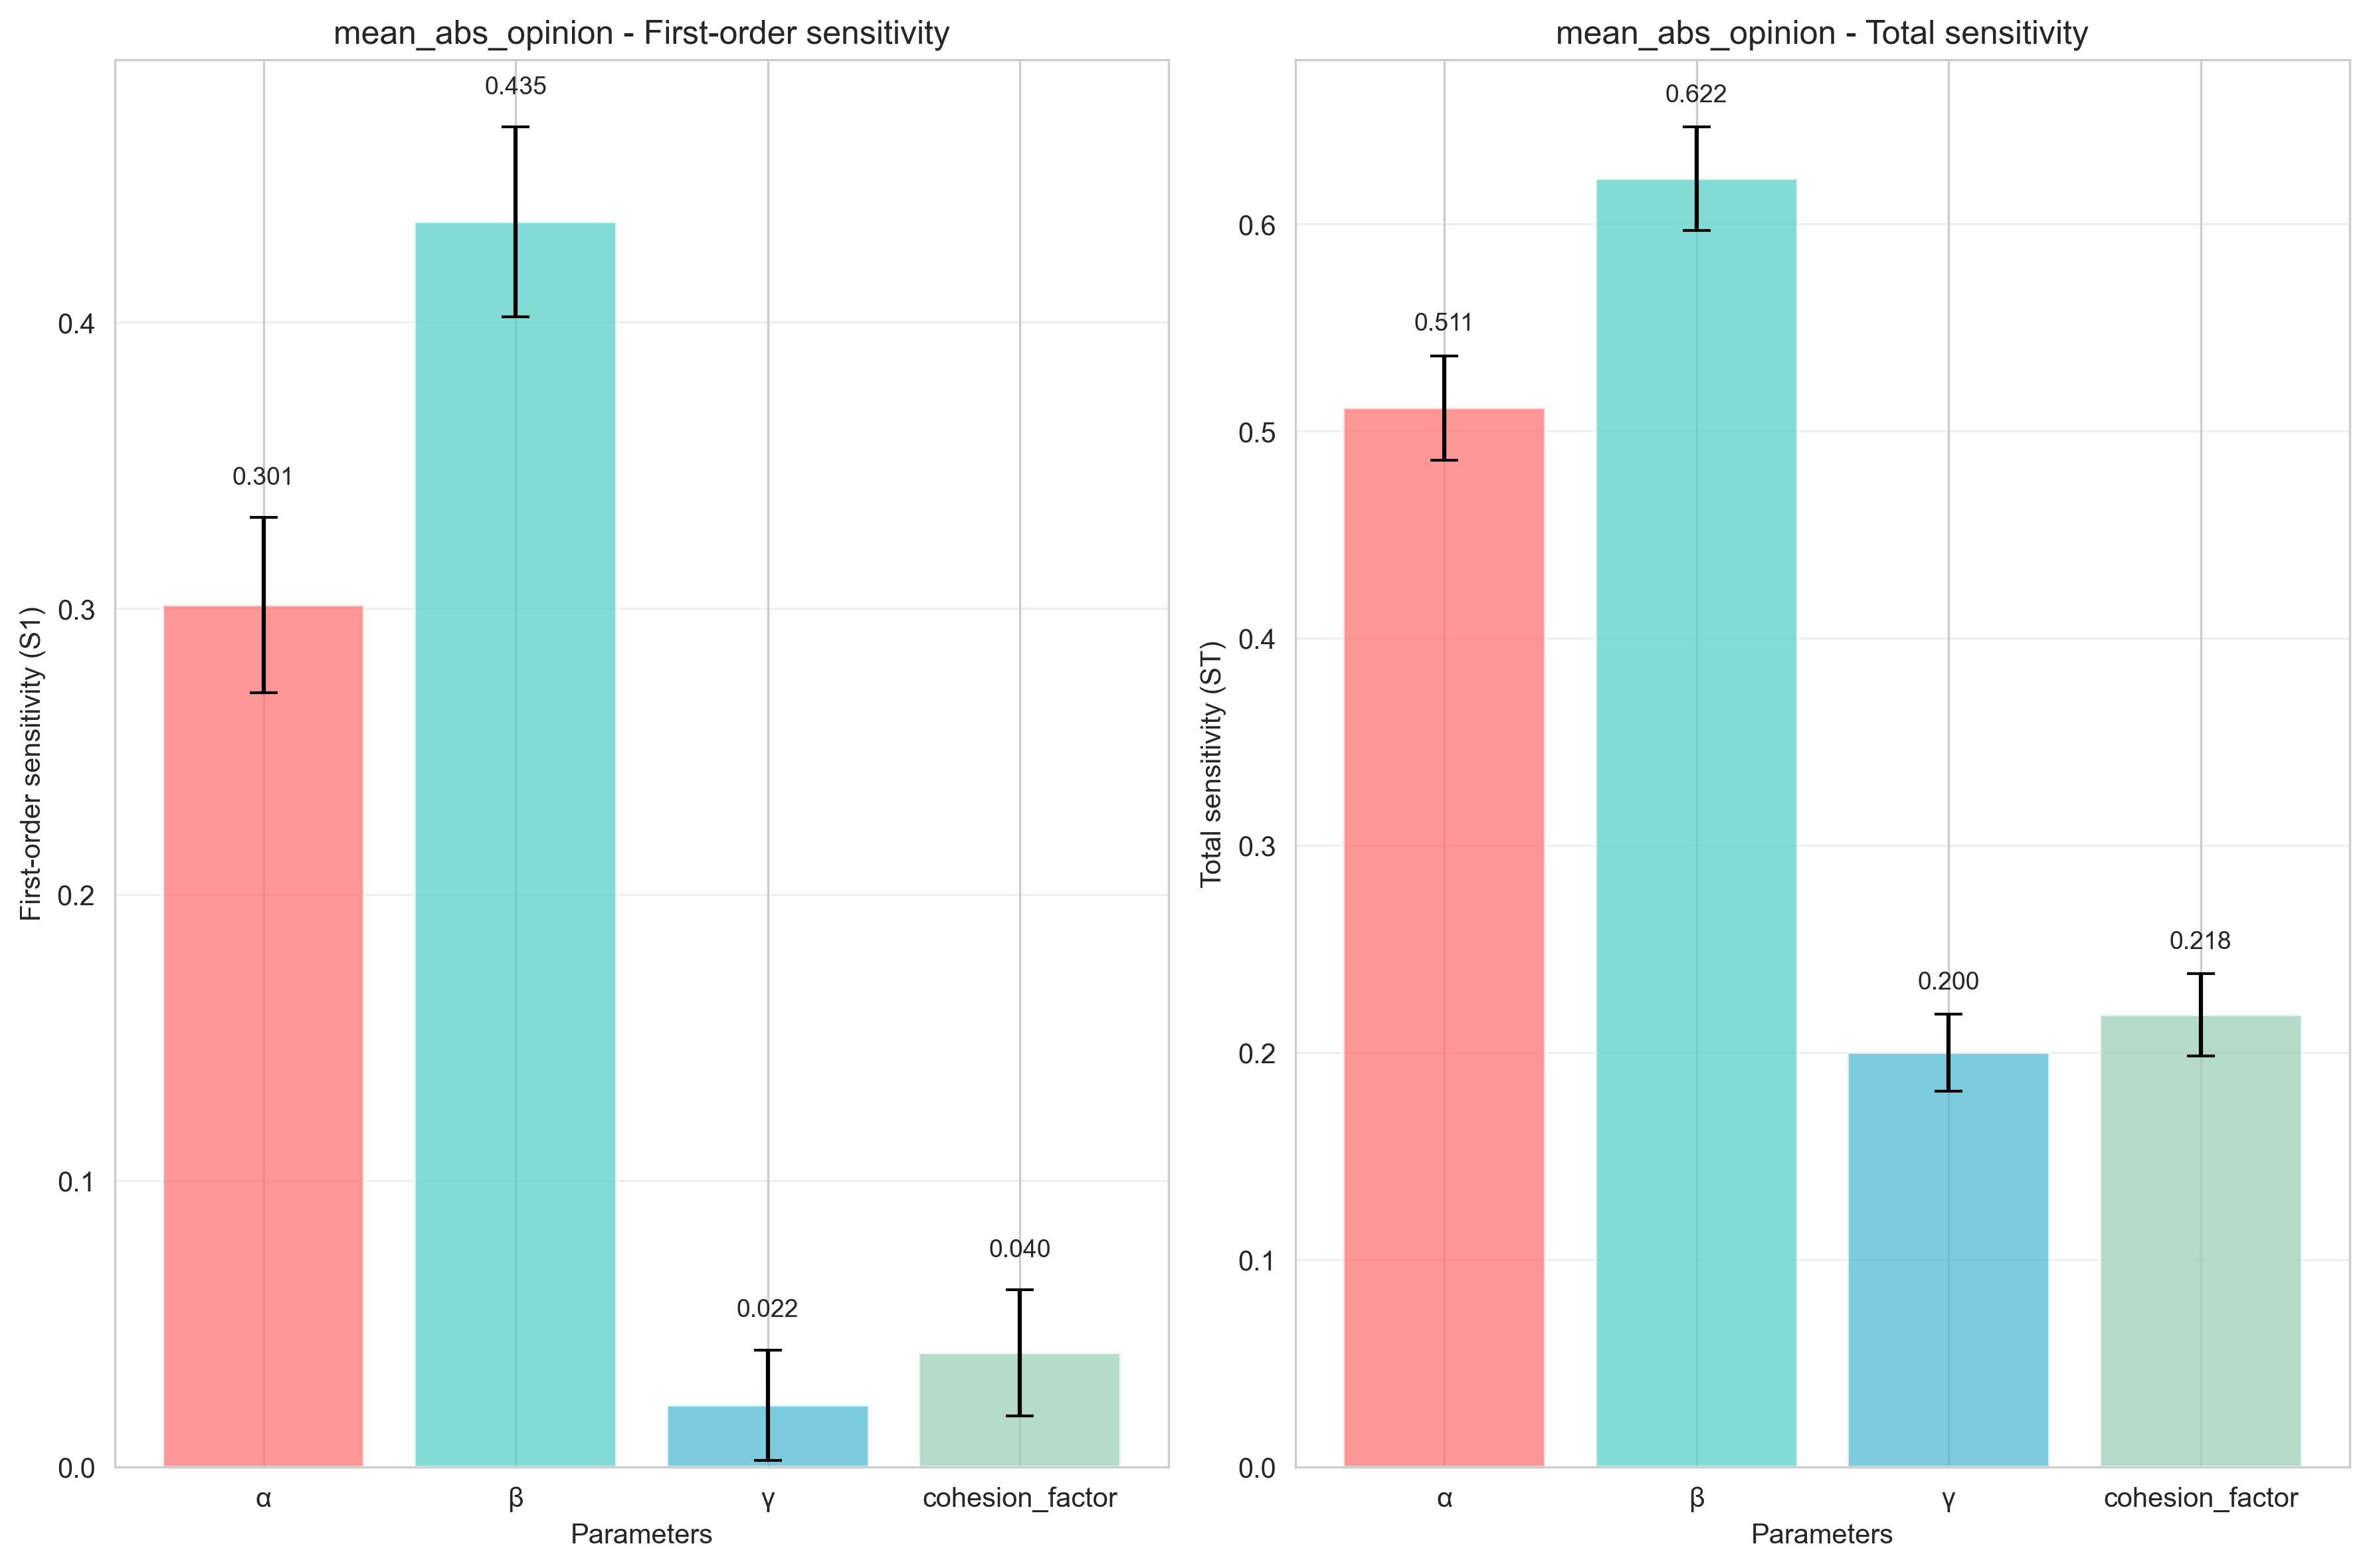 mean_abs_opinion - First-order sensitivity
0.435
0.301
0.022
0.040
First-order sensitivity (S1)
0.4
0.3
0.2
0.1
0.0
α β γ cohesion_factor
Parameters
mean_abs_opinion - Total sensitivity
0.622
0.511
0.200
0.218
Total sensitivity (ST)
0.6
0.5
0.4
0.3
0.2
0.1
0.0
α β γ cohesion_factor
Parameters